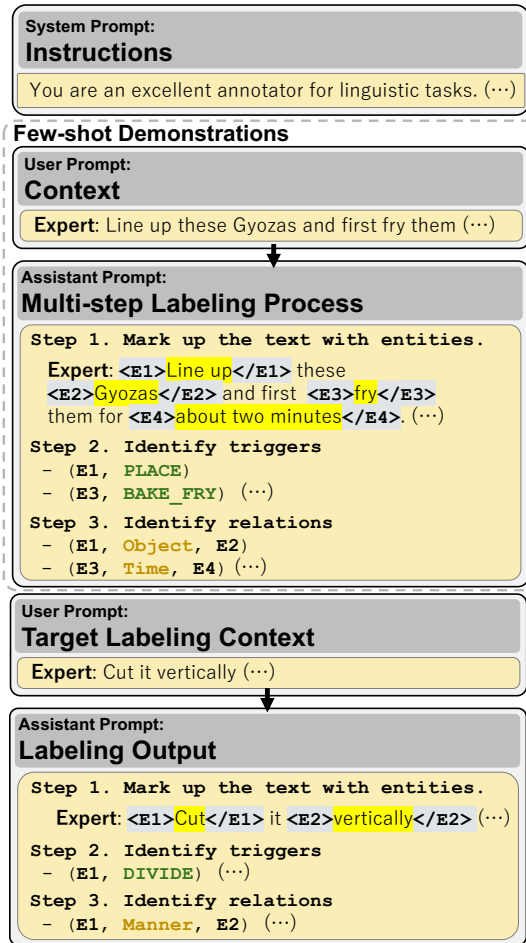 System Prompt:
Instructions
You are an excellent annotator for linguistic tasks. (⋯)
Few-shot Demonstrations
User Prompt:
Context
Expert: Line up these Gyozas and first fry them (⋯)
Assistant Prompt:
Multi-step Labeling Process
Step 1. Mark up the text with entities.
Expert: <E1>Line up</E1> these
<E2>Gyozas</E2> and first <E3>fry</E3>
them for <E4>about two minutes</E4>. (⋯)
Step 2. Identify triggers
- (E1, PLACE)
- (E3, BAKE_FRY) (⋯)
Step 3. Identify relations
- (E1, Object, E2)
- (E3, Time, E4) (⋯)
User Prompt:
Target Labeling Context
Expert: Cut it vertically (⋯)
Assistant Prompt:
Labeling Output
Step 1. Mark up the text with entities.
Expert: <E1>Cut</E1> it <E2>vertically</E2> (⋯)
Step 2. Identify triggers
- (E1, DIVIDE) (⋯)
Step 3. Identify relations
- (E1, Manner, E2) (⋯)